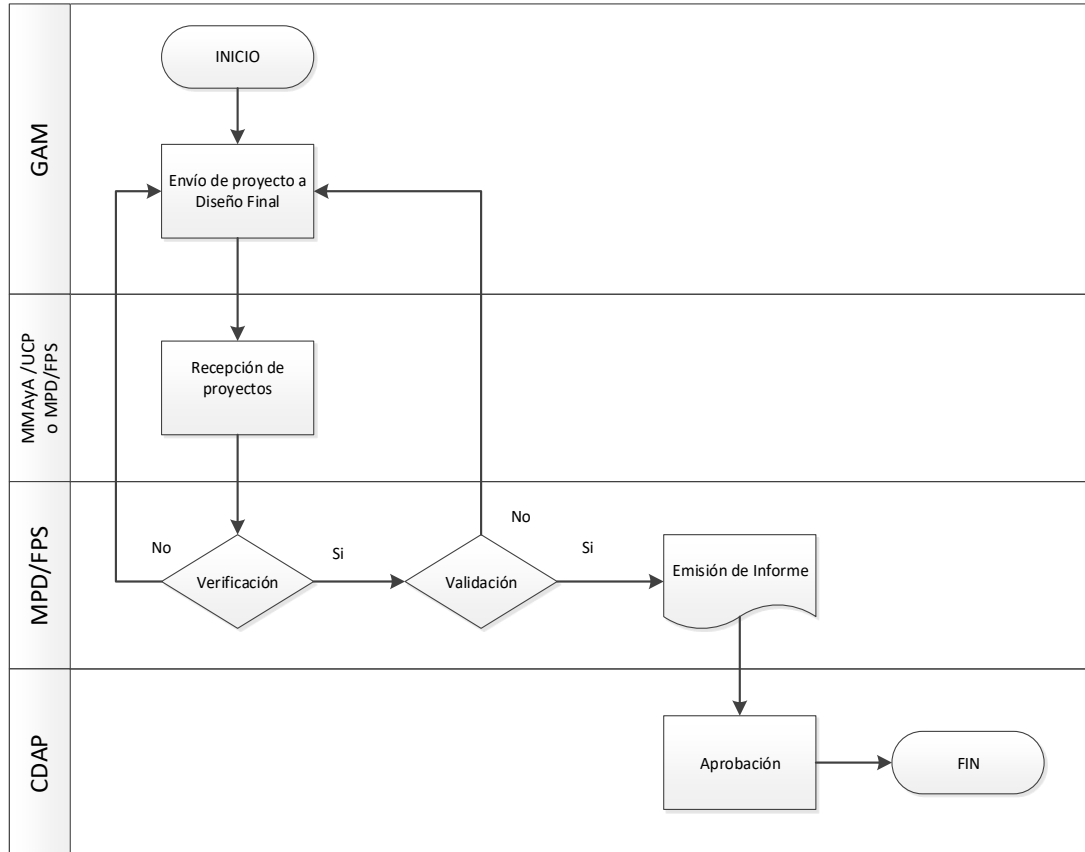 GAM
INICIO
Envío de proyecto a
Diseño Final
MMAyA /UCP
o MPD/FPS
Recepción de
proyectos
MPD/FPS
No
Verificación
Si
Validación
No
Si
Emisión de Informe
CDAP
Aprobación
FIN